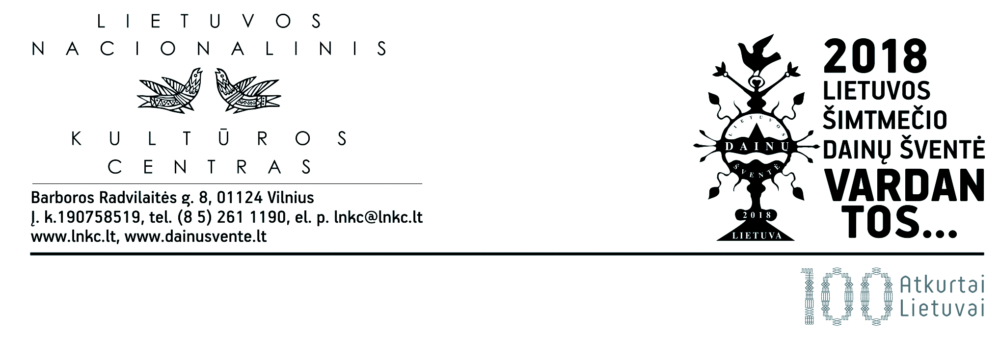 LIETUVOS
NACIONALINIS
KULTŪROS
CENTRAS
Barboros Radvilaitės g. 8, 01124 Vilnius
Į. k.190758519, tel. (8 5) 261 1190, el. p. lnkc@lnkc.lt
www.lnkc.lt, www.dainusvente.lt
LIETUVOS
DAINU
ŠVENTĖ
2018
LIETUVA
2018
LIETUVOS
ŠIMTMEČIO
DAINŲ ŠVENTĖ
VARDAN
TOS...
100
Atkurtai
Lietuvai